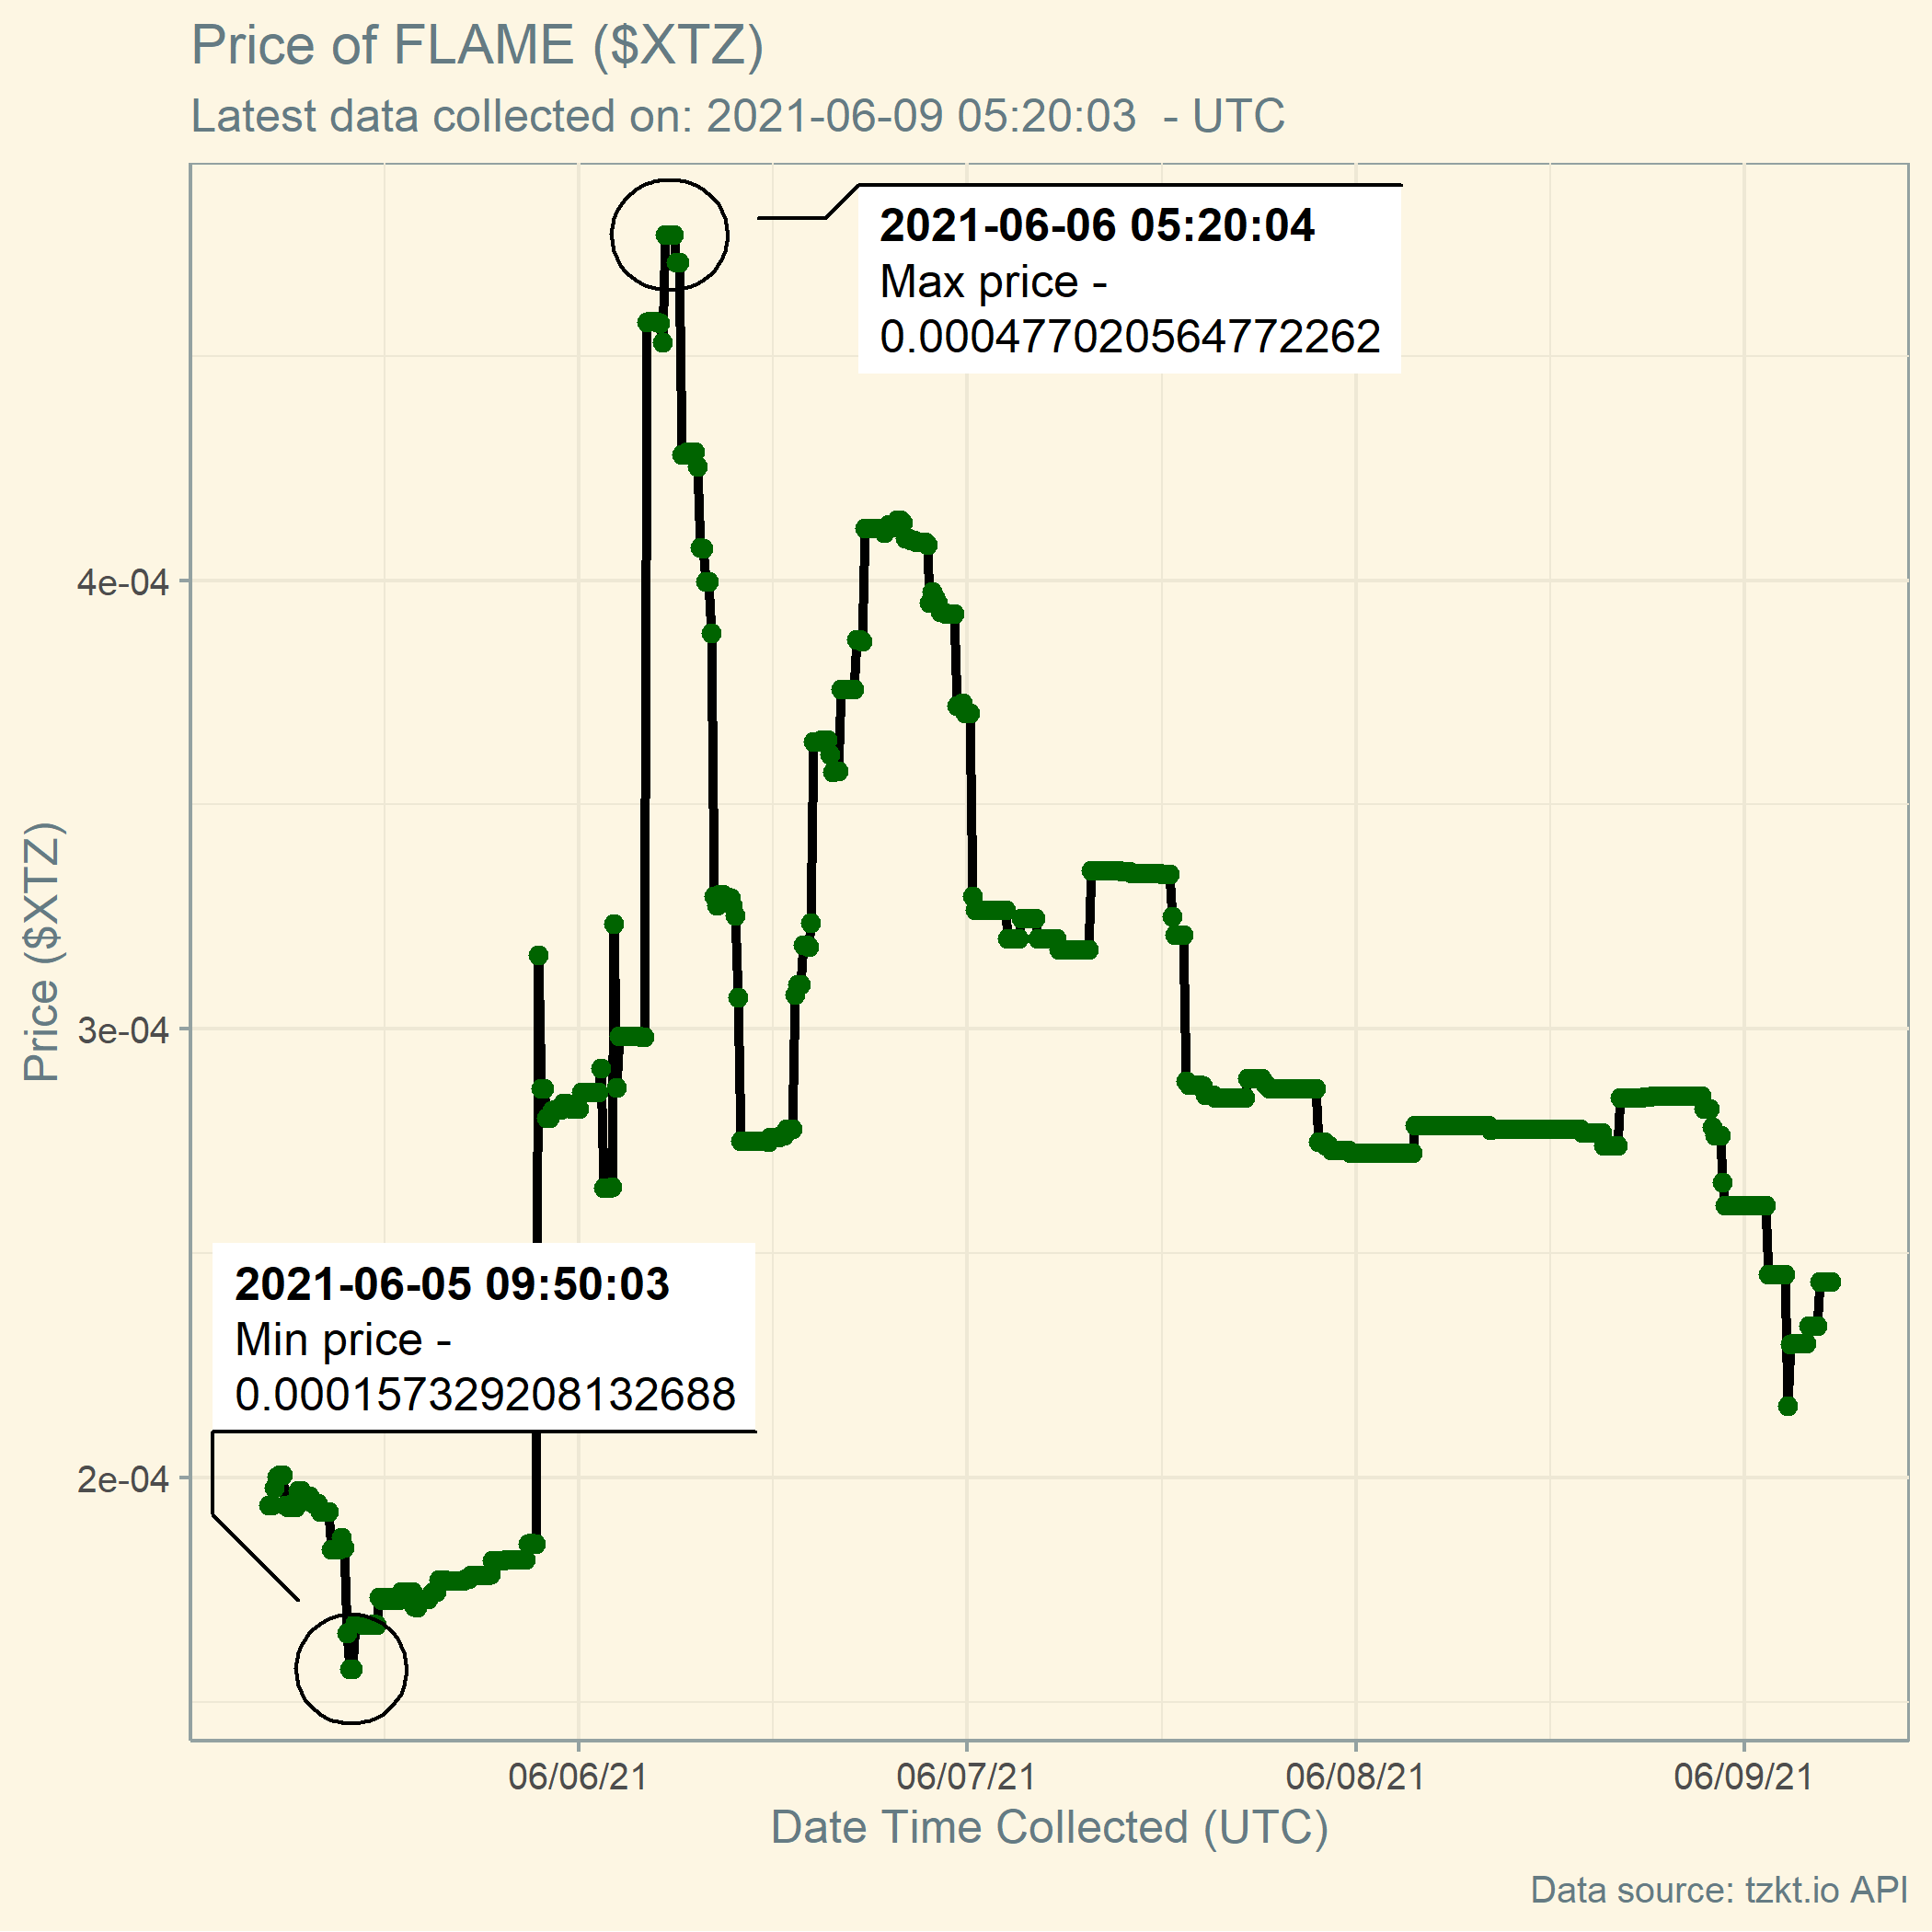 Price of FLAME ($XTZ)
Latest data collected on: 2021-06-09 05:20:03  - UTC
2021-06-06 05:20:04
Max price -
0.000477020564772262
4e-04
3e-04
2e-04
Price ($XTZ)
2021-06-05 09:50:03
Min price -
0.000157329208132688
06/06/21
06/07/21
06/08/21
06/09/21
Date Time Collected (UTC)
Data source: tzkt.io API